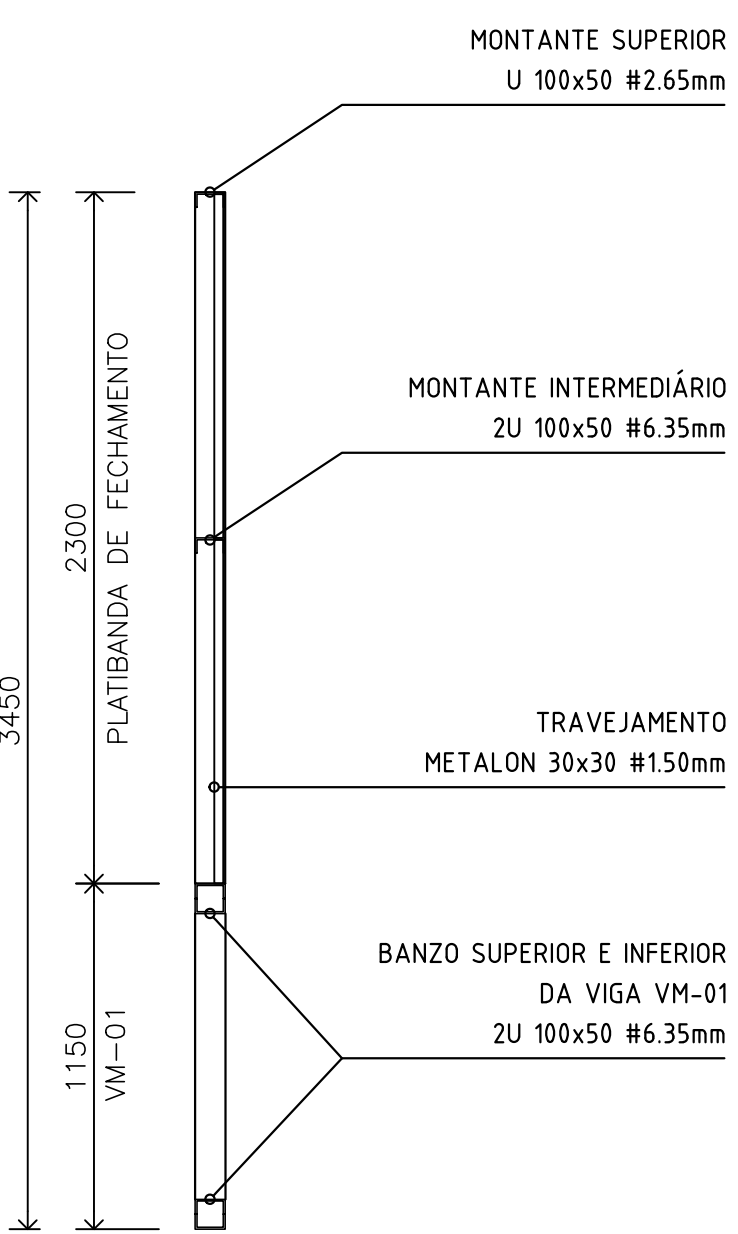 MONTANTE SUPERIOR
U 100x50 #2.65mm
MONTANTE INTERMEDIÁRIO
2U 100x50 #6.35mm
TRAVEJAMENTO
METALON 30x30 #1.50mm
BANZO SUPERIOR E INFERIOR
DA VIGA VM-01
2U 100x50 #6.35mm
3450
2300
PLATIBANDA DE FECHAMENTO
1150
VM-01